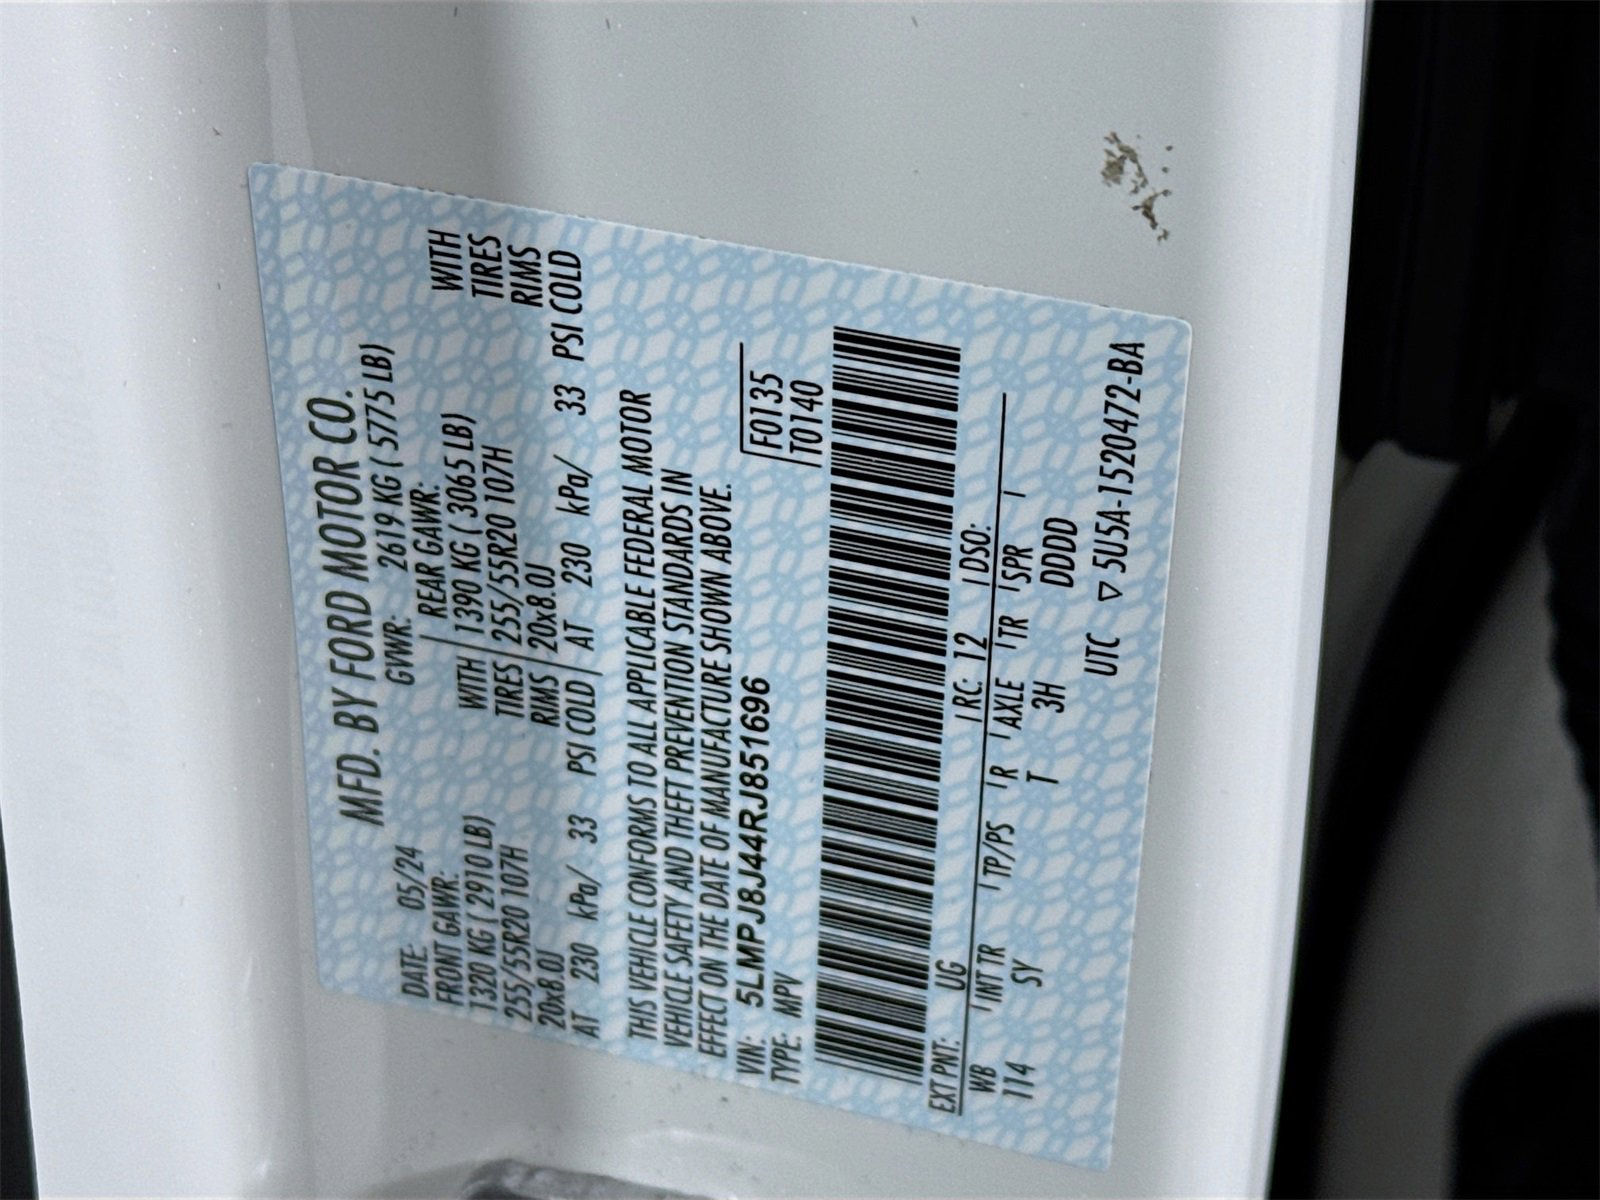 MFD. BY FORD MOTOR CO.
DATE: 05/24 GVWR: 2619 KG ( 5775 LB)
FRONT GAWR: REAR GAWR:
1320 KG ( 2910 LB) WITH 1390 KG ( 3065 LB) WITH
255/55R20 107H TIRES 255/55R20 107H TIRES
20x8.0J RIMS 20x8.0J RIMS
AT 230 kPa/ 33 PSI COLD AT 230 kPa/ 33 PSI COLD
THIS VEHICLE CONFORMS TO ALL APPLICABLE FEDERAL MOTOR
VEHICLE SAFETY AND THEFT PREVENTION STANDARDS IN
EFFECT ON THE DATE OF MANUFACTURE SHOWN ABOVE.
VIN: 5LMPJ8J44RJ851696 F0135
TYPE: MPV T0140
EXT PNT: UG RC: 12 DSO:
WB INT TR TP/PS R AXLE TR SPR
114 SY T 3H DDDD
UTC ▽ 5U5A-1520472-BA